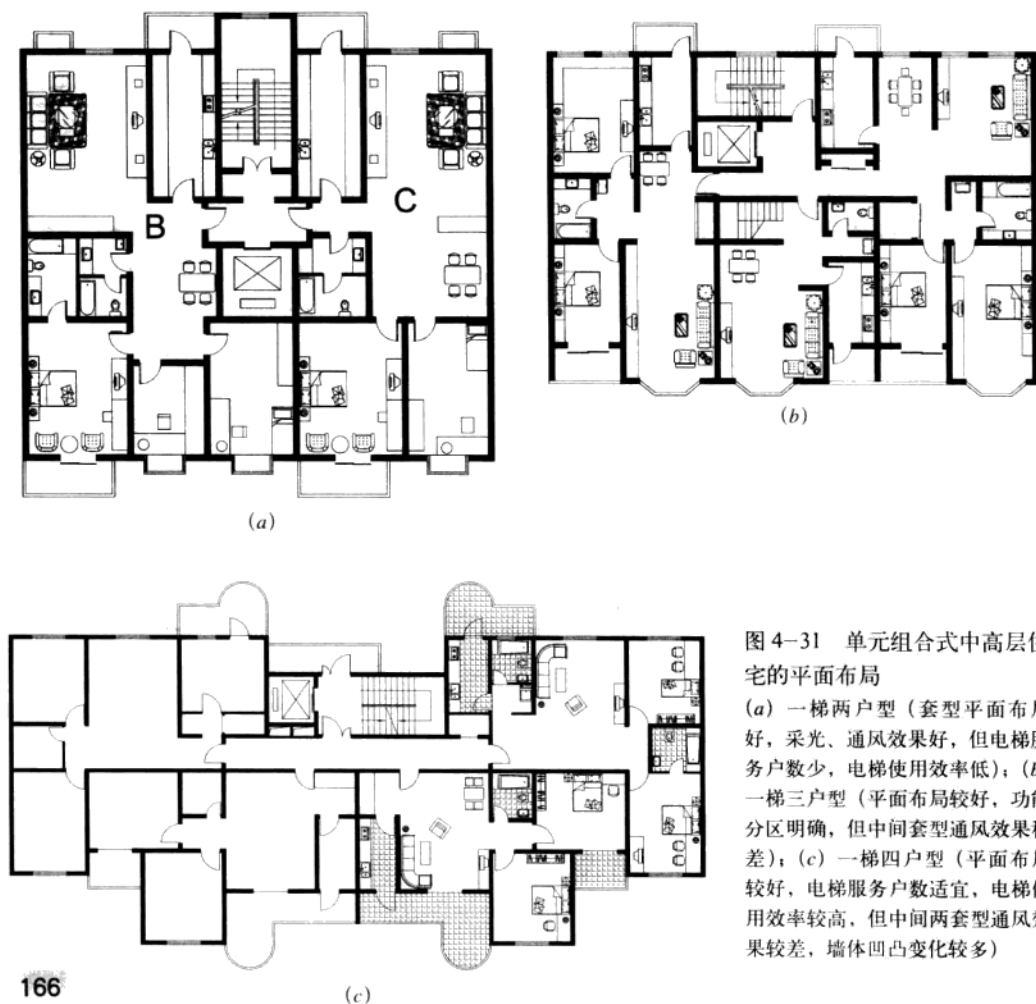 B
C
(a)
(b)
图 4-31 单元组合式中高层住
宅的平面布局
(a) 一梯两户型（套型平面布局
好，采光、通风效果好，但电梯服
务户数少，电梯使用效率低）；(b)
一梯三户型（平面布局较好，功能
分区明确，但中间套型通风效果稍
差）；(c) 一梯四户型（平面布局
较好，电梯服务户数适宜，电梯使
用效率较高，但中间两套型通风效
果较差，墙体凹凸变化较多）
166
(c)